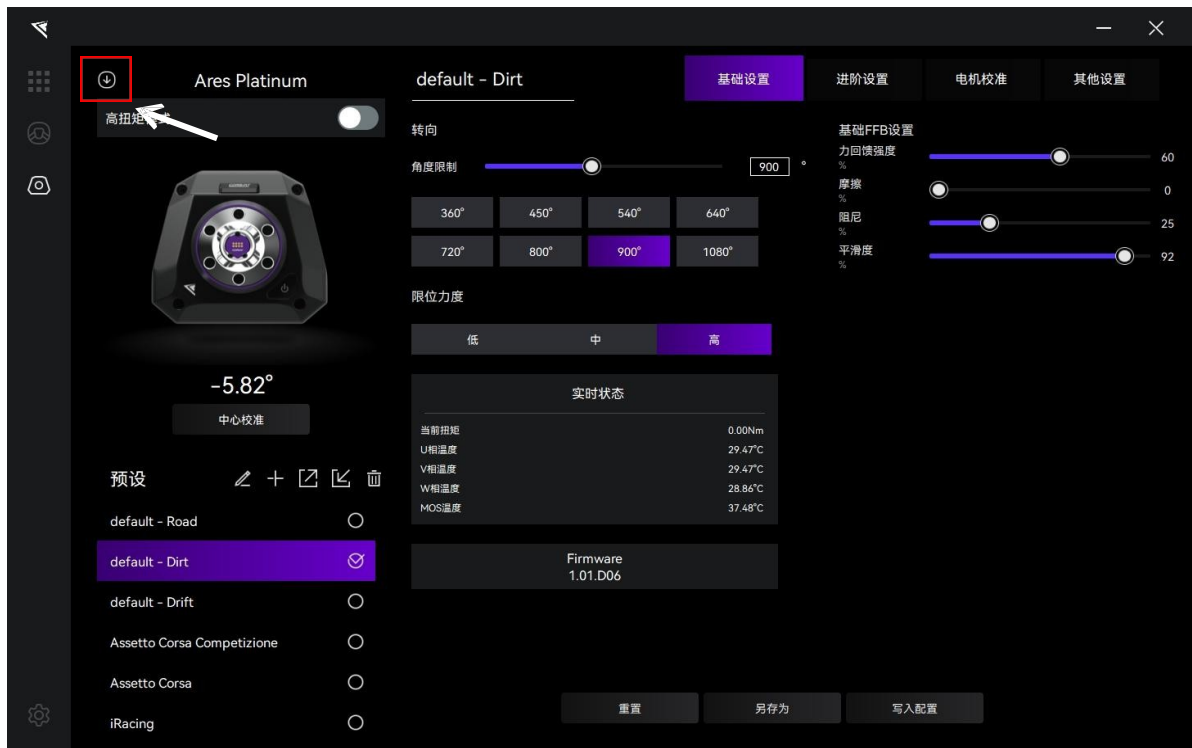 Ares Platinum
高扭矩模式
-5.82°
中心校准
预设
default - Road
default - Dirt
default - Drift
Assetto Corsa Competizione
Assetto Corsa
iRacing
default - Dirt
基础设置
进阶设置
电机校准
其他设置
转向
角度限制
900 °
360° 450° 540° 640°
720° 800° 900° 1080°
限位力度
低 中 高
实时状态
当前扭矩 0.00Nm
U相温度 29.47°C
V相温度 29.47°C
W相温度 28.86°C
MOS温度 37.48°C
Firmware
1.01.D06
基础FFB设置
力回馈强度
% 60
摩擦
% 0
阻尼
% 25
平滑度
% 92
重置
另存为
写入配置